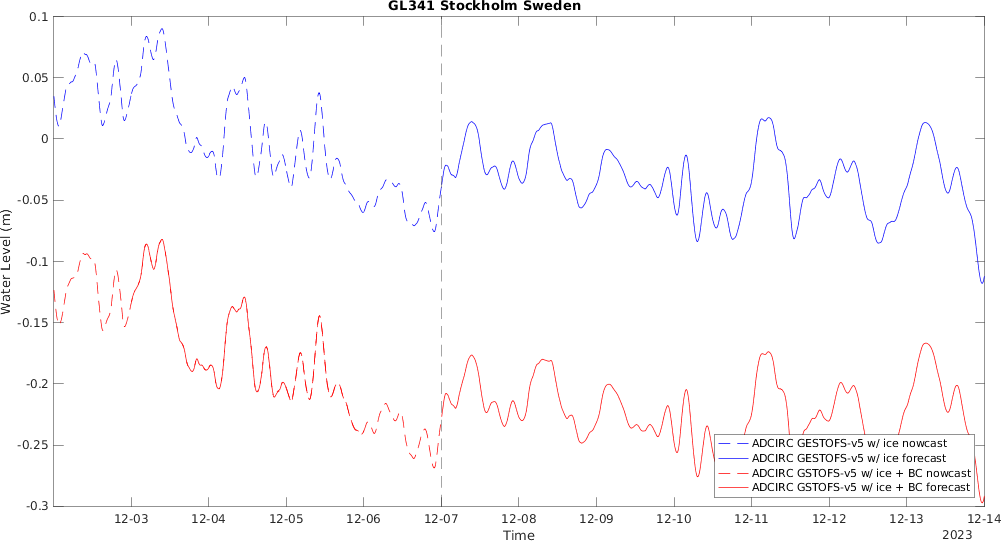 GL341 Stockholm Sweden
0.1
0.05
0
-0.05
-0.1
-0.15
-0.2
-0.25
-0.3
Water Level (m)
ADCIRC GESTOFS-v5 w/ ice nowcast
ADCIRC GESTOFS-v5 w/ ice forecast
ADCIRC GSTOFS-v5 w/ ice + BC nowcast
ADCIRC GSTOFS-v5 w/ ice + BC forecast
12-03 12-04 12-05 12-06 12-07 12-08 12-09 12-10 12-11 12-12 12-13 12-14
Time
2023